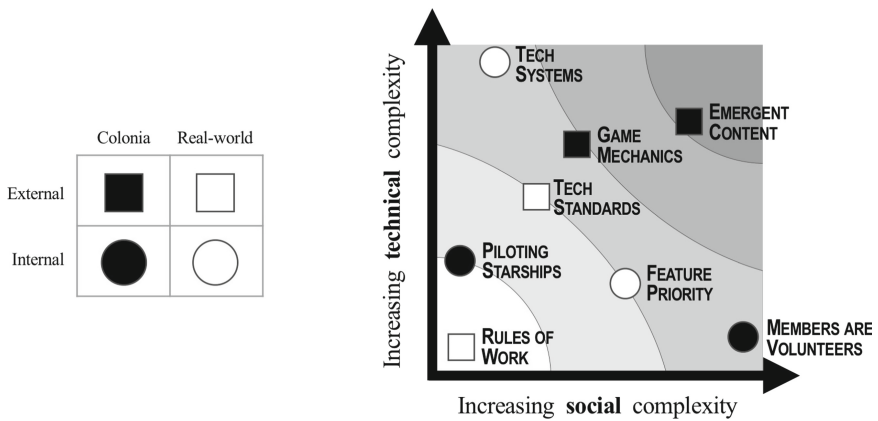 Colonia Real-world
External
Internal
Increasing technical complexity
TECH
SYSTEMS
EMERGENT
CONTENT
GAME
MECHANICS
TECH
STANDARDS
PILOTING
STARSHIPS
FEATURE
PRIORITY
MEMBERS ARE
VOLUNTEERS
RULES OF
WORK
Increasing social complexity